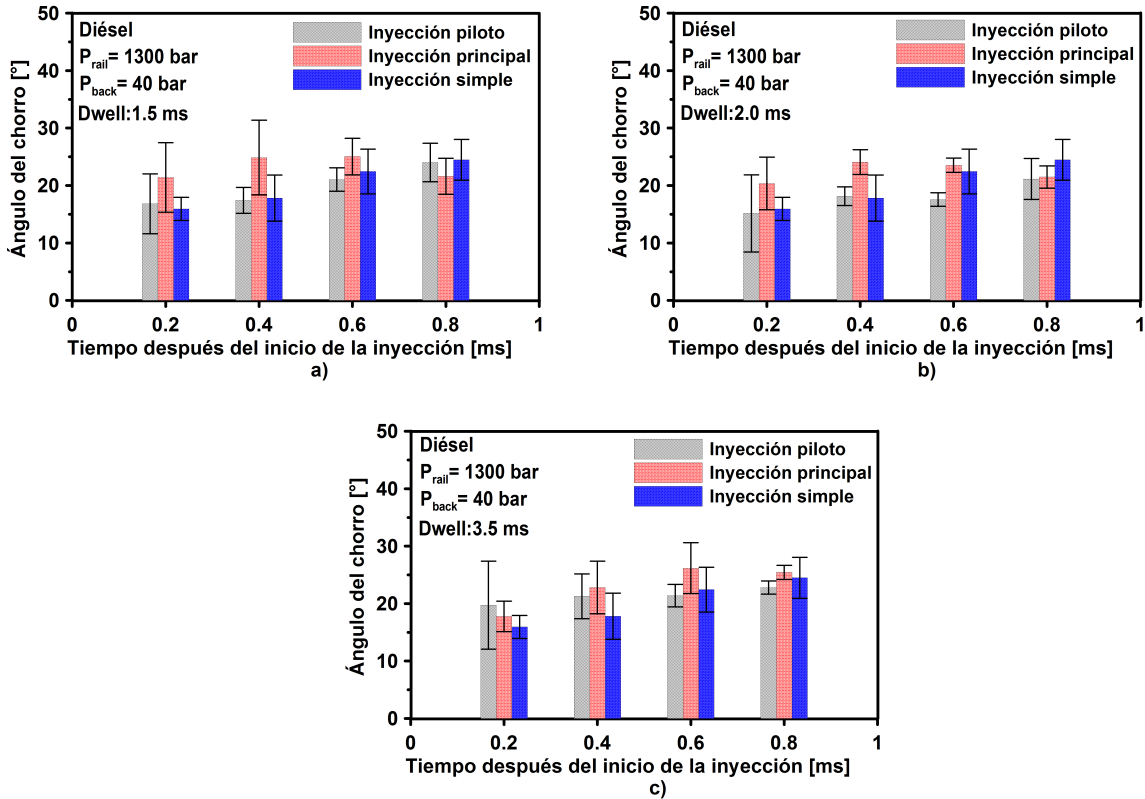 Diésel
P_rail= 1300 bar
P_back= 40 bar
Dwell:1.5 ms
Inyección piloto
Inyección principal
Inyección simple
Ángulo del chorro [°]
50
40
30
20
10
0
0 0.2 0.4 0.6 0.8 1
Tiempo después del inicio de la inyección [ms]
a)
Diésel
P_rail= 1300 bar
P_back= 40 bar
Dwell:2.0 ms
Inyección piloto
Inyección principal
Inyección simple
Ángulo del chorro [°]
50
40
30
20
10
0
0 0.2 0.4 0.6 0.8 1
Tiempo después del inicio de la inyección [ms]
b)
Diésel
P_rail= 1300 bar
P_back= 40 bar
Dwell:3.5 ms
Inyección piloto
Inyección principal
Inyección simple
Ángulo del chorro [°]
50
40
30
20
10
0
0 0.2 0.4 0.6 0.8 1
Tiempo después del inicio de la inyección [ms]
c)